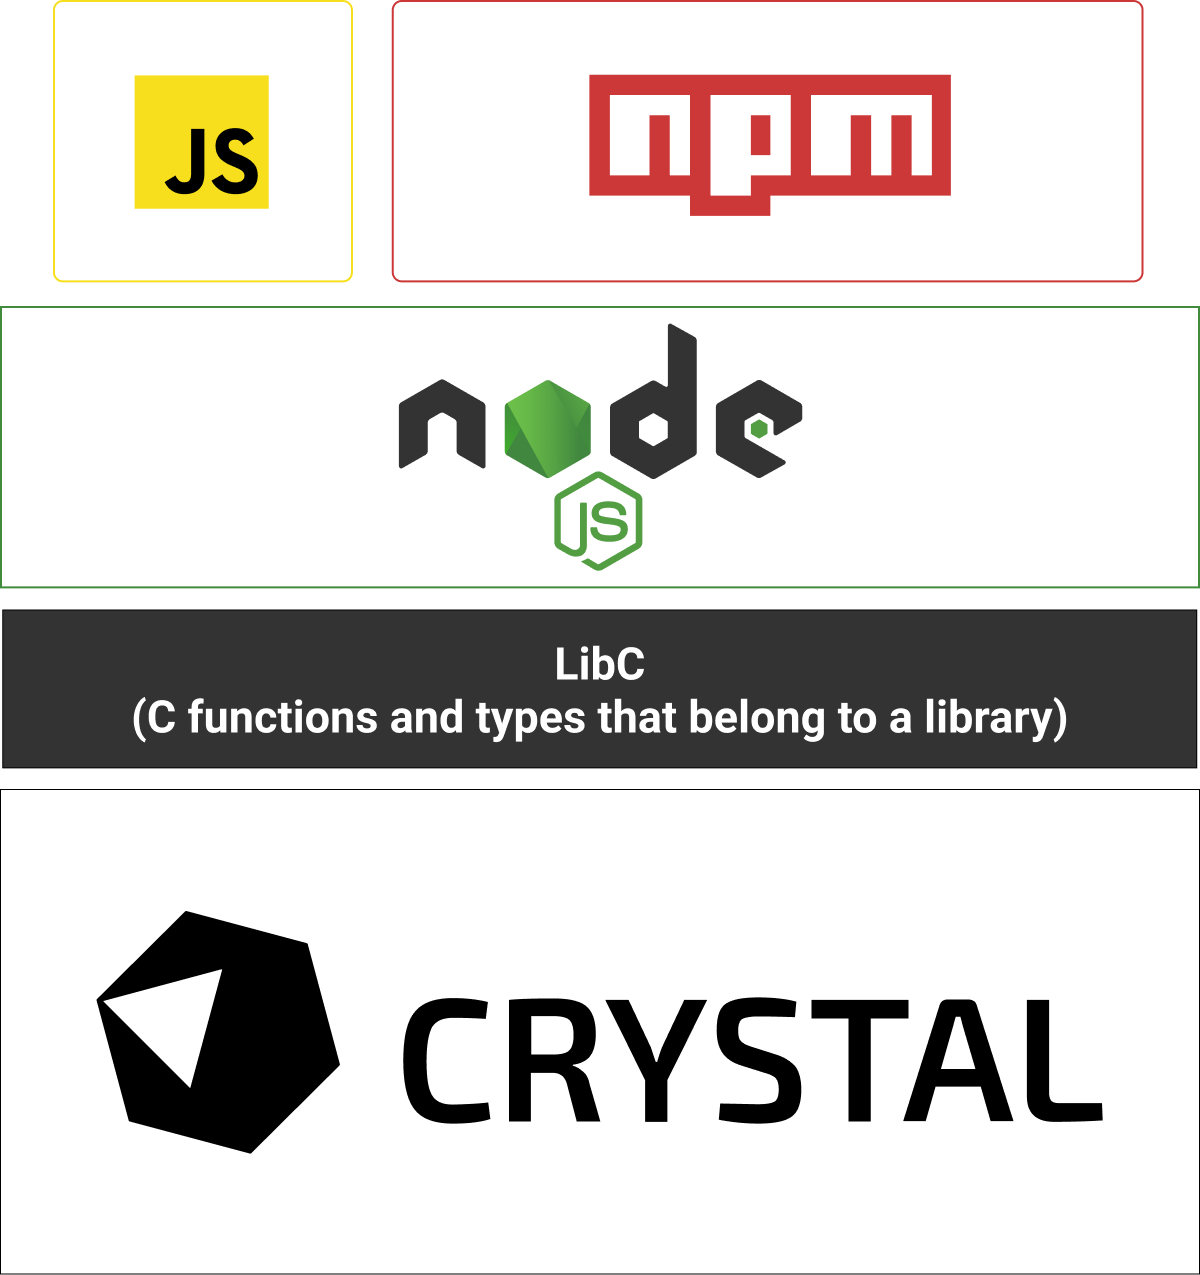 JS
npm
node
JS
LibC
(C functions and types that belong to a library)
CRYSTAL